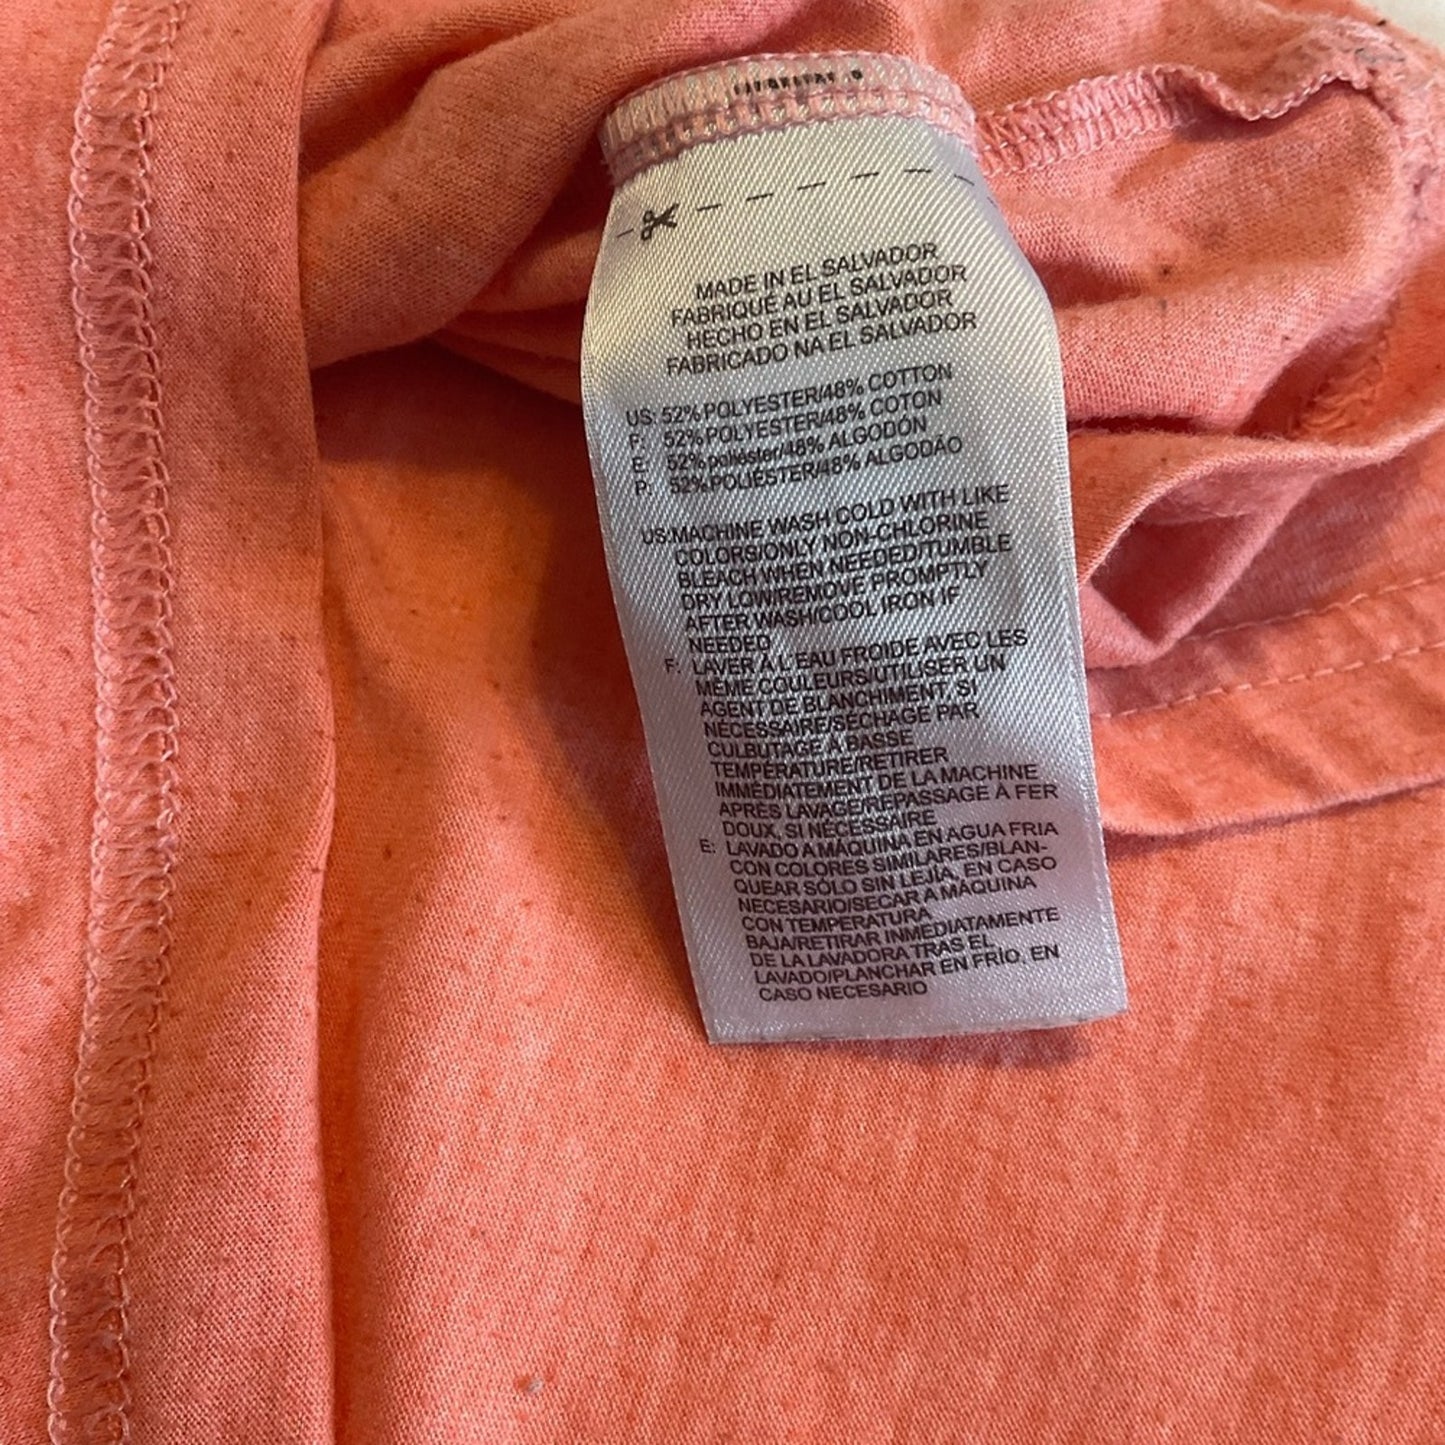 MADE IN EL SALVADOR
FABRIQUÉ AU EL SALVADOR
HECHO EN EL SALVADOR
FABRICADO NA EL SALVADOR
US: 52% POLYESTER/48% COTTON
F: 52% POLYESTER/48% COTON
E: 52% poliéster/48% ALGODÓN
P: 52% POLIÉSTER/48% ALGODÃO
US:MACHINE WASH COLD WITH LIKE
COLORS/ONLY NON-CHLORINE
BLEACH WHEN NEEDED/TUMBLE
DRY LOW/REMOVE PROMPTLY
AFTER WASH/COOL IRON IF
NEEDED
F: LAVER À L EAU FROIDE AVEC LES
MÊME COULEURS/UTILISER UN
AGENT DE BLANCHIMENT, SI
NÉCESSAIRE/SÉCHAGE PAR
CULBUTAGE À BASSE
TEMPÉRATURE/RETIRER
IMMÉDIATEMENT DE LA MACHINE
APRÈS LAVAGE/REPASSAGE À FER
DOUX, SI NÉCESSAIRE
E: LAVADO A MÁQUINA EN AGUA FRIA
CON COLORES SIMILARES/BLAN-
QUEAR SÓLO SIN LEJÍA, EN CASO
NECESARIO/SECAR A MÁQUINA
CON TEMPERATURA
BAJA/RETIRAR INMEDIATAMENTE
DE LA LAVADORA TRAS EL
LAVADO/PLANCHAR EN FRÍO, EN
CASO NECESARIO